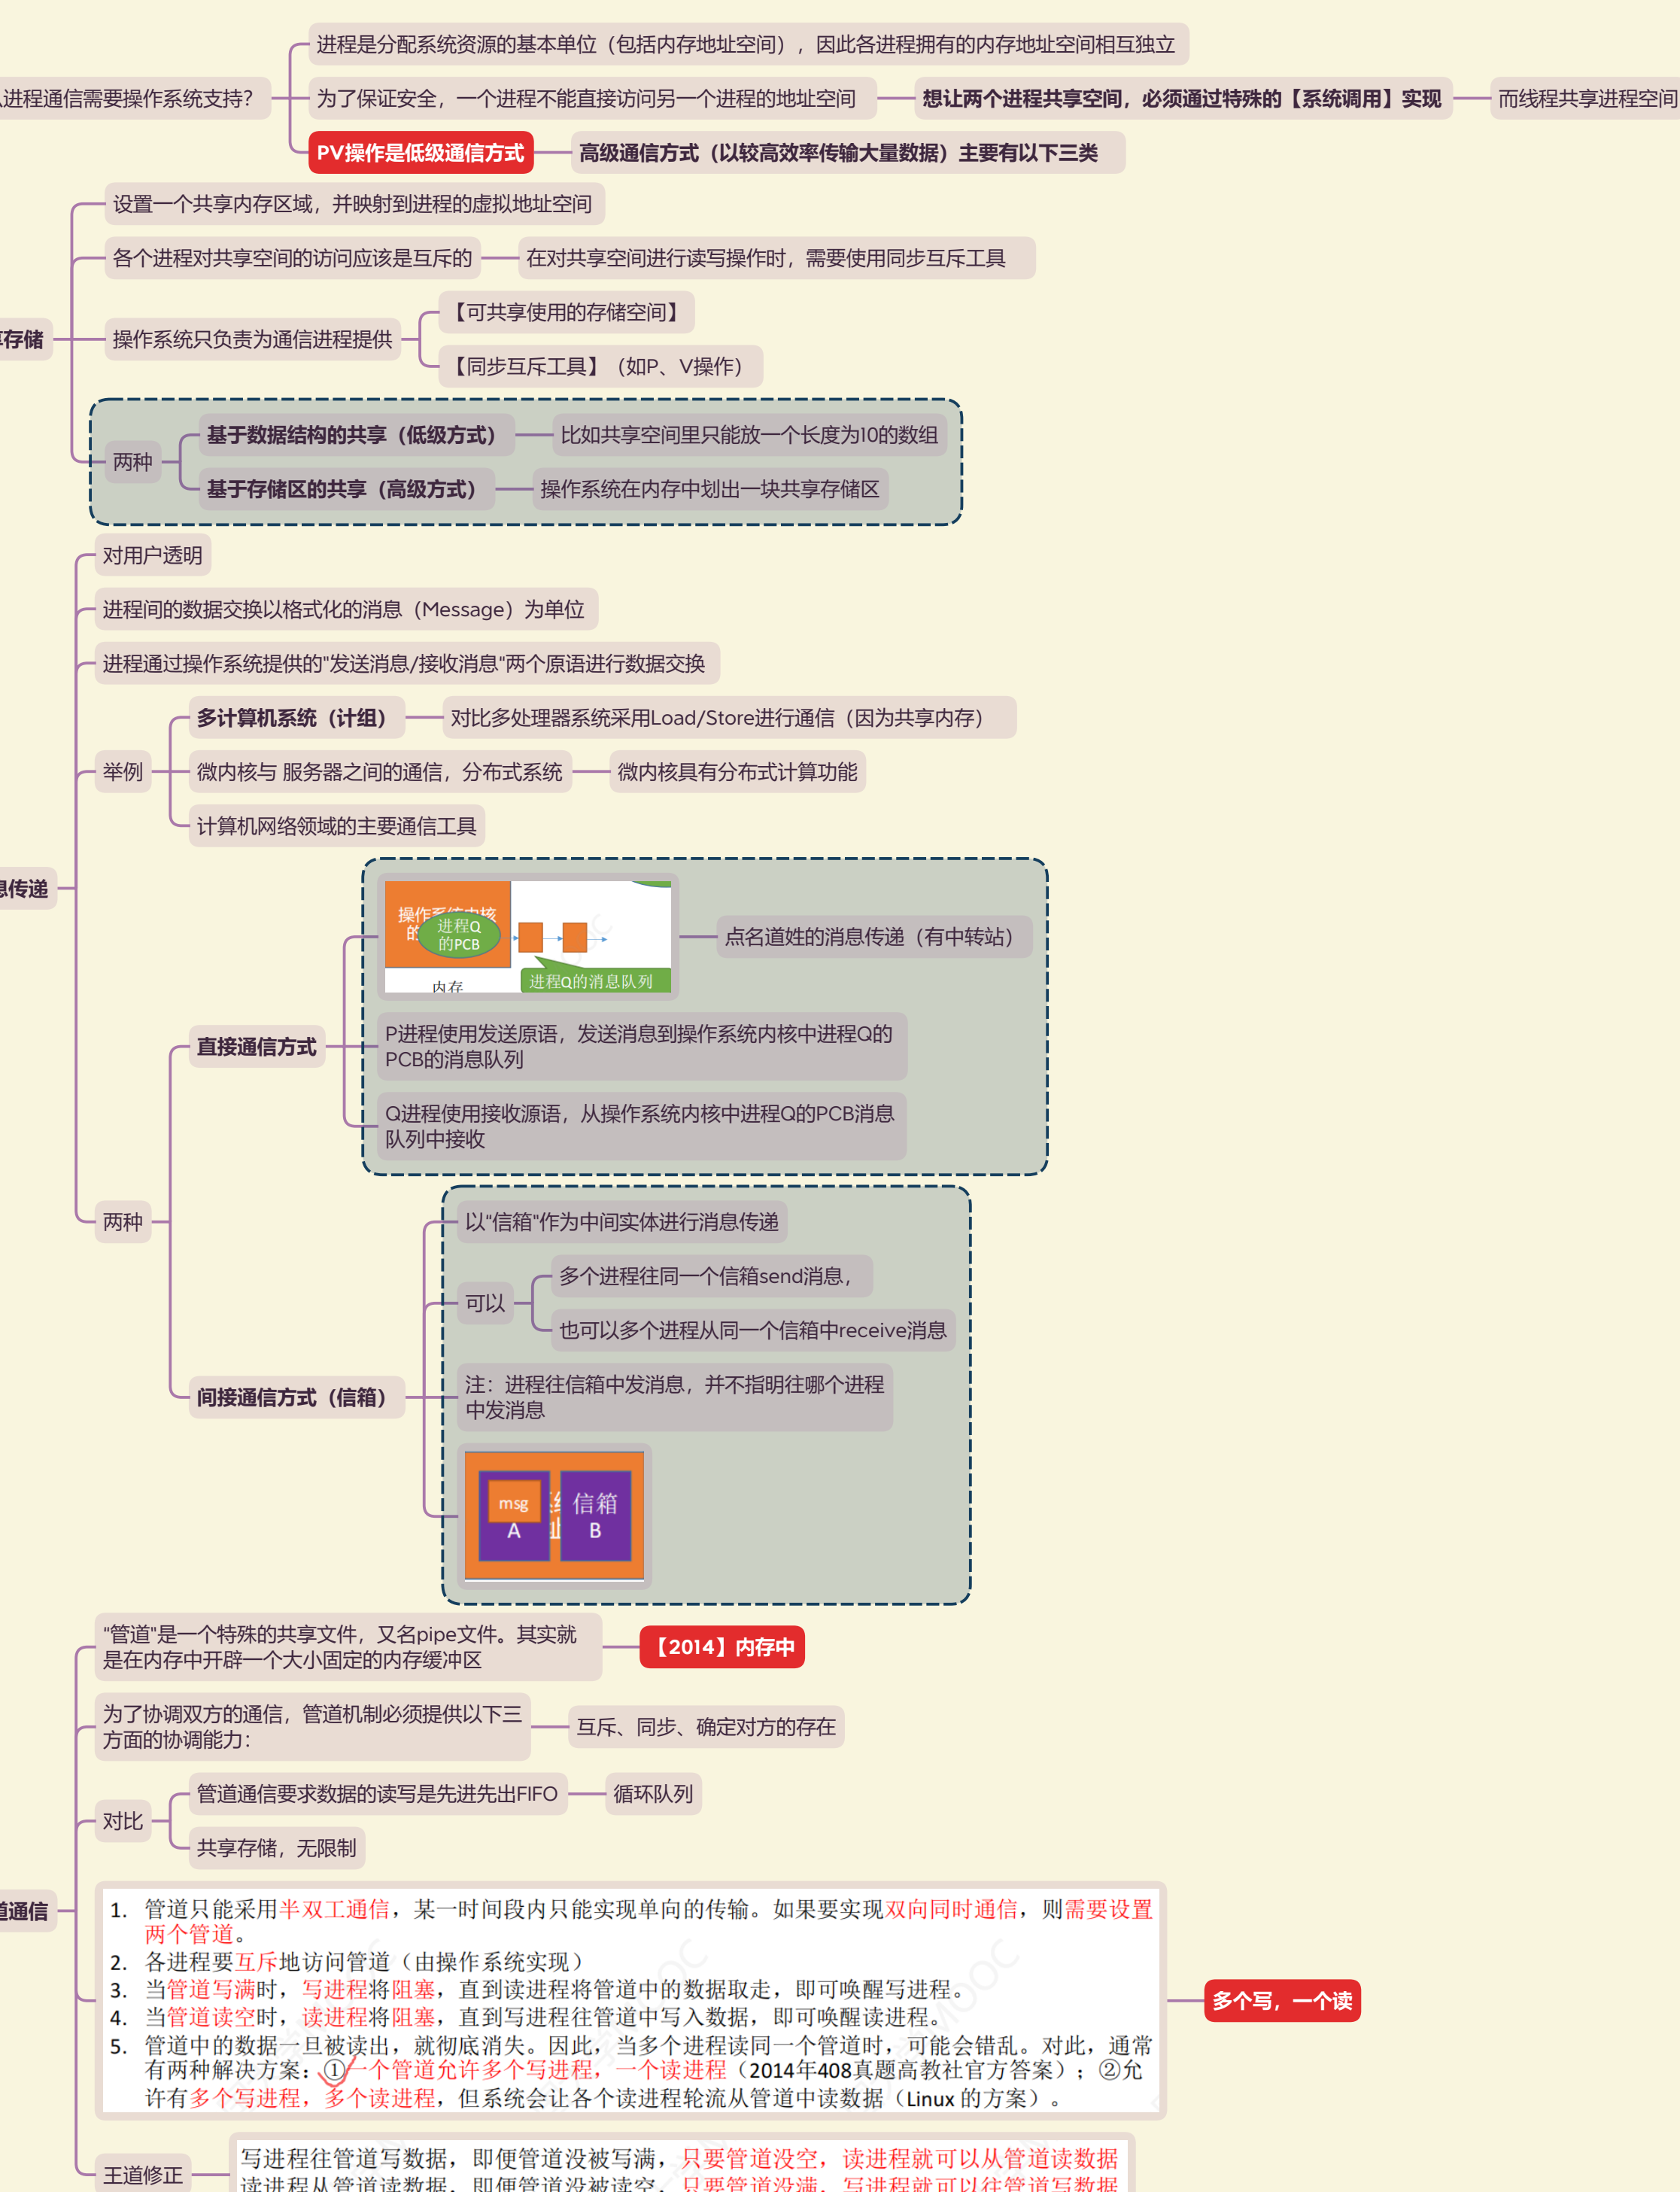 进程是分配系统资源的基本单位（包括内存地址空间），因此各进程拥有的内存地址空间相互独立
进程通信需要操作系统支持？
为了保证安全，一个进程不能直接访问另一个进程的地址空间
想让两个进程共享空间，必须通过特殊的【系统调用】实现
而线程共享进程空间
PV操作是低级通信方式
高级通信方式（以较高效率传输大量数据）主要有以下三类
设置一个共享内存区域，并映射到进程的虚拟地址空间
各个进程对共享空间的访问应该是互斥的
在对共享空间进行读写操作时，需要使用同步互斥工具
存储
操作系统只负责为通信进程提供
【可共享使用的存储空间】
【同步互斥工具】（如P、V操作）
两种
基于数据结构的共享（低级方式）
比如共享空间里只能放一个长度为10的数组
基于存储区的共享（高级方式）
操作系统在内存中划出一块共享存储区
对用户透明
进程间的数据交换以格式化的消息（Message）为单位
进程通过操作系统提供的"发送消息/接收消息"两个原语进行数据交换
举例
多计算机系统（计组）
对比多处理器系统采用Load/Store进行通信（因为共享内存）
微内核与 服务器之间的通信，分布式系统
微内核具有分布式计算功能
计算机网络领域的主要通信工具
传递
两种
直接通信方式
进程Q
的PCB
进程Q的消息队列
内存
点名道姓的消息传递（有中转站）
P进程使用发送原语，发送消息到操作系统内核中进程Q的
PCB的消息队列
Q进程使用接收源语，从操作系统内核中进程Q的PCB消息
队列中接收
间接通信方式（信箱）
以"信箱"作为中间实体进行消息传递
可以
多个进程往同一个信箱send消息，
也可以多个进程从同一个信箱中receive消息
注：进程往信箱中发消息，并不指明往哪个进程
中发消息
msg
A
信箱
B
"管道"是一个特殊的共享文件，又名pipe文件。其实就
是在内存中开辟一个大小固定的内存缓冲区
【2014】内存中
为了协调双方的通信，管道机制必须提供以下三
方面的协调能力：
互斥、同步、确定对方的存在
对比
管道通信要求数据的读写是先进先出FIFO
循环队列
共享存储，无限制
通信
1. 管道只能采用半双工通信，某一时间段内只能实现单向的传输。如果要实现双向同时通信，则需要设置
两个管道。
2. 各进程要互斥地访问管道（由操作系统实现）
3. 当管道写满时，写进程将阻塞，直到读进程将管道中的数据取走，即可唤醒写进程。
4. 当管道读空时，读进程将阻塞，直到写进程往管道中写入数据，即可唤醒读进程。
5. 管道中的数据一旦被读出，就彻底消失。因此，当多个进程读同一个管道时，可能会错乱。对此，通常
有两种解决方案：①一个管道允许多个写进程，一个读进程（2014年408真题高教社官方答案）；②允
许有多个写进程，多个读进程，但系统会让各个读进程轮流从管道中读数据（Linux 的方案）。
多个写，一个读
王道修正
写进程往管道写数据，即便管道没被写满，只要管道没空，读进程就可以从管道读数据
读进程从管道读数据，即便管道没被读空，只要管道没满，写进程就可以往管道写数据